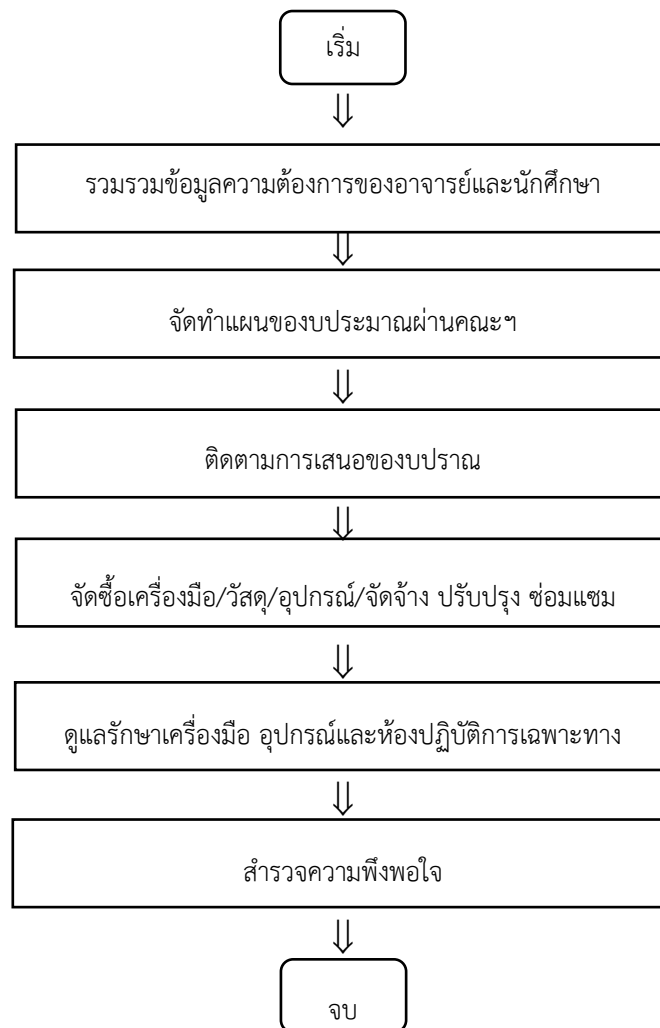 เริ่ม
รวมรวมข้อมูลความต้องการของอาจารย์และนักศึกษา
จัดทำแผนของบประมาณผ่านคณะฯ
ติดตามการเสนอของบปราณ
จัดซื้อเครื่องมือ/วัสดุ/อุปกรณ์/จัดจ้าง ปรับปรุง ซ่อมแซม
ดูแลรักษาเครื่องมือ อุปกรณ์และห้องปฏิบัติการเฉพาะทาง
สำรวจความพึงพอใจ
จบ